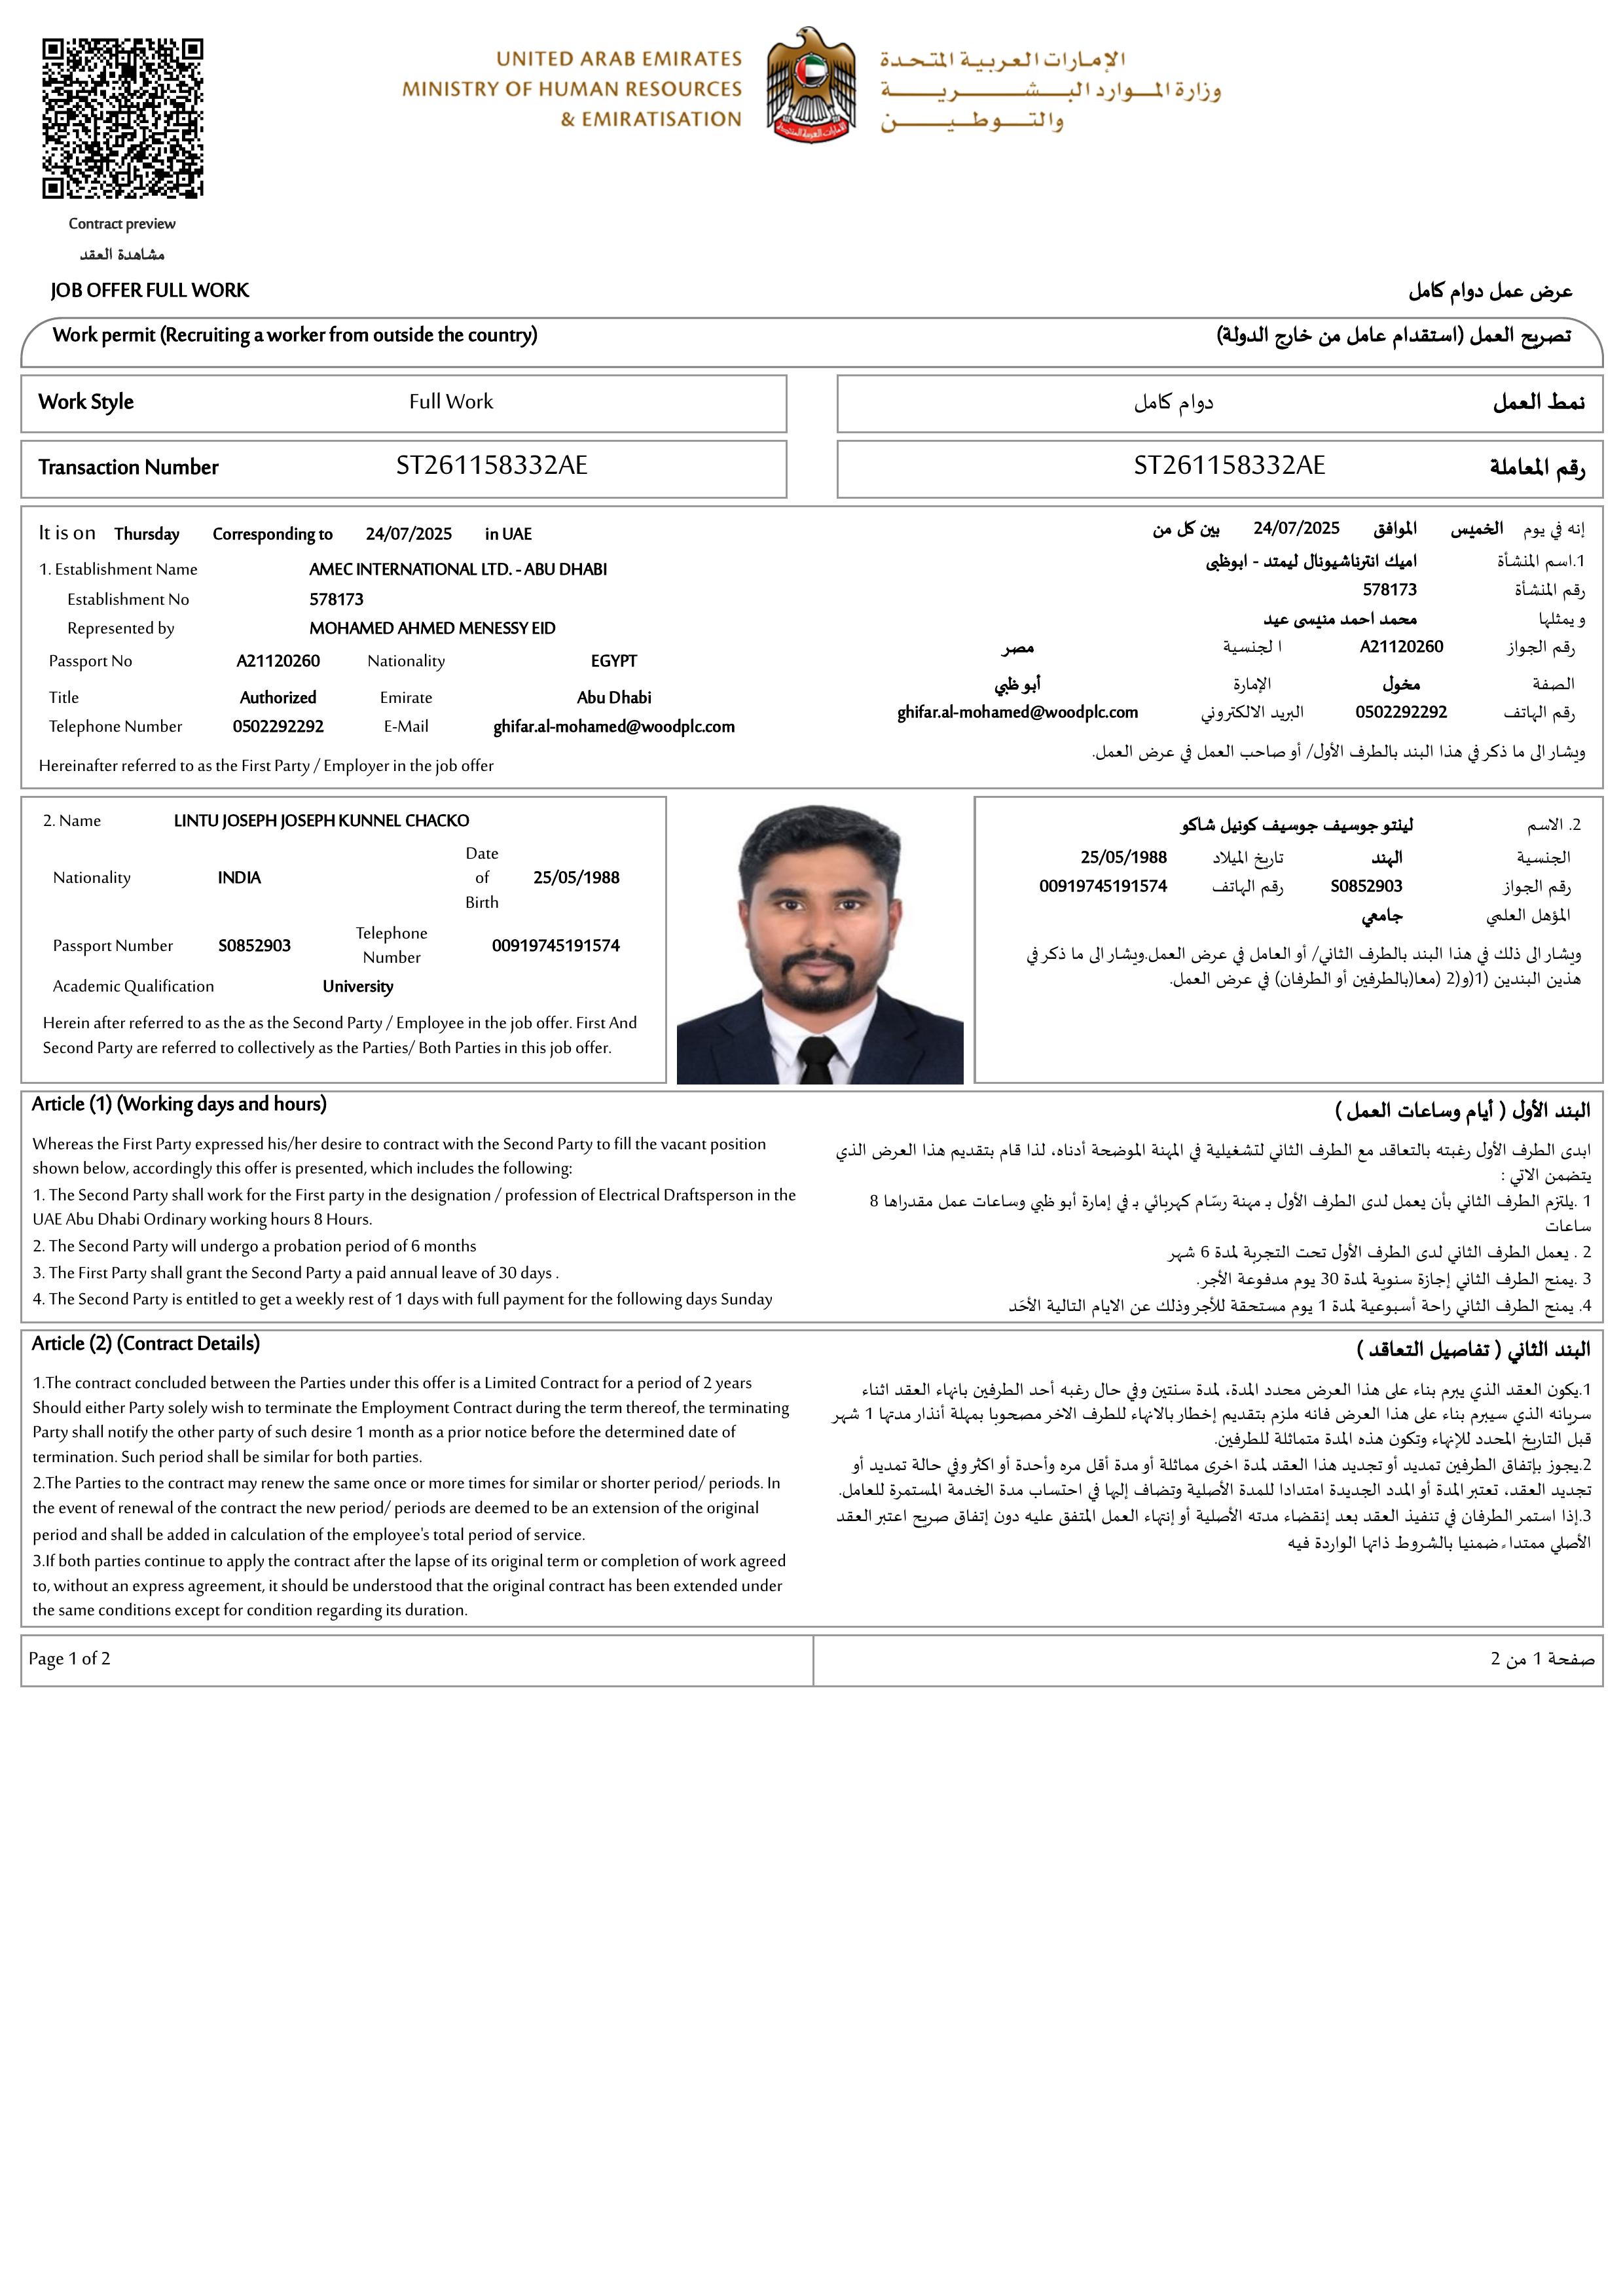 UNITED ARAB EMIRATES
MINISTRY OF HUMAN RESOURCES
& EMIRATISATION
الإمارات العربية المتحدة
وزارة الموارد البشرية
والتوطين
Contract preview
مشاهدة العقد
JOB OFFER FULL WORK
عرض عمل دوام كامل
Work permit (Recruiting a worker from outside the country)
تصريح العمل (استقدام عامل من خارج الدولة)
Work Style Full Work
نمط العمل دوام كامل
Transaction Number ST261158332AE
رقم المعاملة ST261158332AE
It is on Thursday Corresponding to 24/07/2025 in UAE
1. Establishment Name AMEC INTERNATIONAL LTD. - ABU DHABI
Establishment No 578173
Represented by MOHAMED AHMED MENESSY EID
Passport No A21120260 Nationality EGYPT
Title Authorized Emirate Abu Dhabi
Telephone Number 0502292292 E-Mail ghifar.al-mohamed@woodplc.com
Hereinafter referred to as the First Party / Employer in the job offer
إنه في يوم الخميس الموافق 24/07/2025 بين كل من
1.اسم المنشأة اميك انترناشيونال ليمتد - ابوظبى
رقم المنشأة 578173
و يمثلها محمد احمد منيسى عيد
رقم الجواز A21120260 ا لجنسية مصر
الصفة مخول الإمارة أبو ظبي
رقم الهاتف 0502292292 البريد الالكتروني ghifar.al-mohamed@woodplc.com
ويشار الى ما ذكر في هذا البند بالطرف الأول/ أو صاحب العمل في عرض العمل.
2. Name LINTU JOSEPH JOSEPH KUNNEL CHACKO
Nationality INDIA Date of Birth 25/05/1988
Passport Number S0852903 Telephone Number 00919745191574
Academic Qualification University
Herein after referred to as the as the Second Party / Employee in the job offer. First And
Second Party are referred to collectively as the Parties/ Both Parties in this job offer.
2. الاسم لينتو جوسيف جوسيف كونيل شاكو
الجنسية الهند تاريخ الميلاد 25/05/1988
رقم الجواز S0852903 رقم الهاتف 00919745191574
المؤهل العلمي جامعي
ويشار الى ذلك في هذا البند بالطرف الثاني/ أو العامل في عرض العمل.ويشار الى ما ذكر في
هذين البندين (1(و(2 (معا(بالطرفين أو الطرفان) في عرض العمل.
Article (1) (Working days and hours)
Whereas the First Party expressed his/her desire to contract with the Second Party to fill the vacant position
shown below, accordingly this offer is presented, which includes the following:
1. The Second Party shall work for the First party in the designation / profession of Electrical Draftsperson in the
UAE Abu Dhabi Ordinary working hours 8 Hours.
2. The Second Party will undergo a probation period of 6 months
3. The First Party shall grant the Second Party a paid annual leave of 30 days .
4. The Second Party is entitled to get a weekly rest of 1 days with full payment for the following days Sunday
البند الأول ( أيام وساعات العمل )
ابدى الطرف الأول رغبته بالتعاقد مع الطرف الثاني لتشغيلية في المهنة الموضحة أدناه، لذا قام بتقديم هذا العرض الذي
يتضمن الاتي :
1 .يلتزم الطرف الثاني بأن يعمل لدى الطرف الأول بـ مهنة رسّام كهربائي بـ في إمارة أبو ظبي وساعات عمل مقدراها 8
ساعات
2 . يعمل الطرف الثاني لدى الطرف الأول تحت التجربة لمدة 6 شهر
3 .يمنح الطرف الثاني إجازة سنوية لمدة 30 يوم مدفوعة الأجر.
4. يمنح الطرف الثاني راحة أسبوعية لمدة 1 يوم مستحقة للأجر وذلك عن الايام التالية الأحَد
Article (2) (Contract Details)
1.The contract concluded between the Parties under this offer is a Limited Contract for a period of 2 years
Should either Party solely wish to terminate the Employment Contract during the term thereof, the terminating
Party shall notify the other party of such desire 1 month as a prior notice before the determined date of
termination. Such period shall be similar for both parties.
2.The Parties to the contract may renew the same once or more times for similar or shorter period/ periods. In
the event of renewal of the contract the new period/ periods are deemed to be an extension of the original
period and shall be added in calculation of the employee's total period of service.
3.If both parties continue to apply the contract after the lapse of its original term or completion of work agreed
to, without an express agreement, it should be understood that the original contract has been extended under
the same conditions except for condition regarding its duration.
البند الثاني ( تفاصيل التعاقد )
1.يكون العقد الذي يبرم بناء على هذا العرض محدد المدة، لمدة سنتين وفي حال رغبه أحد الطرفين بانهاء العقد اثناء
سريانه الذي سيبرم بناء على هذا العرض فانه ملزم بتقديم إخطار بالانهاء للطرف الاخر مصحوبا بمهلة أنذار مدتها 1 شهر
قبل التاريخ المحدد للإنهاء وتكون هذه المدة متماثلة للطرفين.
2.يجوز بإتفاق الطرفين تمديد أو تجديد هذا العقد لمدة اخرى مماثلة أو مدة أقل مره وأحدة أو اكثر وفي حالة تمديد أو
تجديد العقد، تعتبر المدة أو المدد الجديدة امتدادا للمدة الأصلية وتضاف إليها في احتساب مدة الخدمة المستمرة للعامل.
3.إذا استمر الطرفان في تنفيذ العقد بعد إنقضاء مدته الأصلية أو إنتهاء العمل المتفق عليه دون إتفاق صريح اعتبر العقد
الأصلي ممتداء ضمنيا بالشروط ذاتها الواردة فيه
Page 1 of 2
صفحة 1 من 2